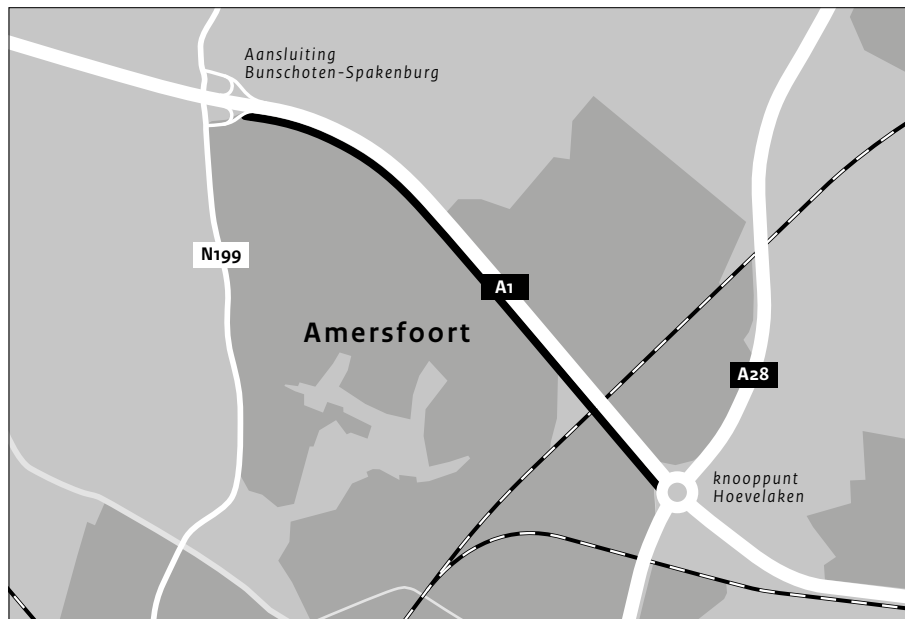 Aansluiting
Bunschoten-Spakenburg
N199
A1
Amersfoort
A28
knooppunt
Hoevelaken